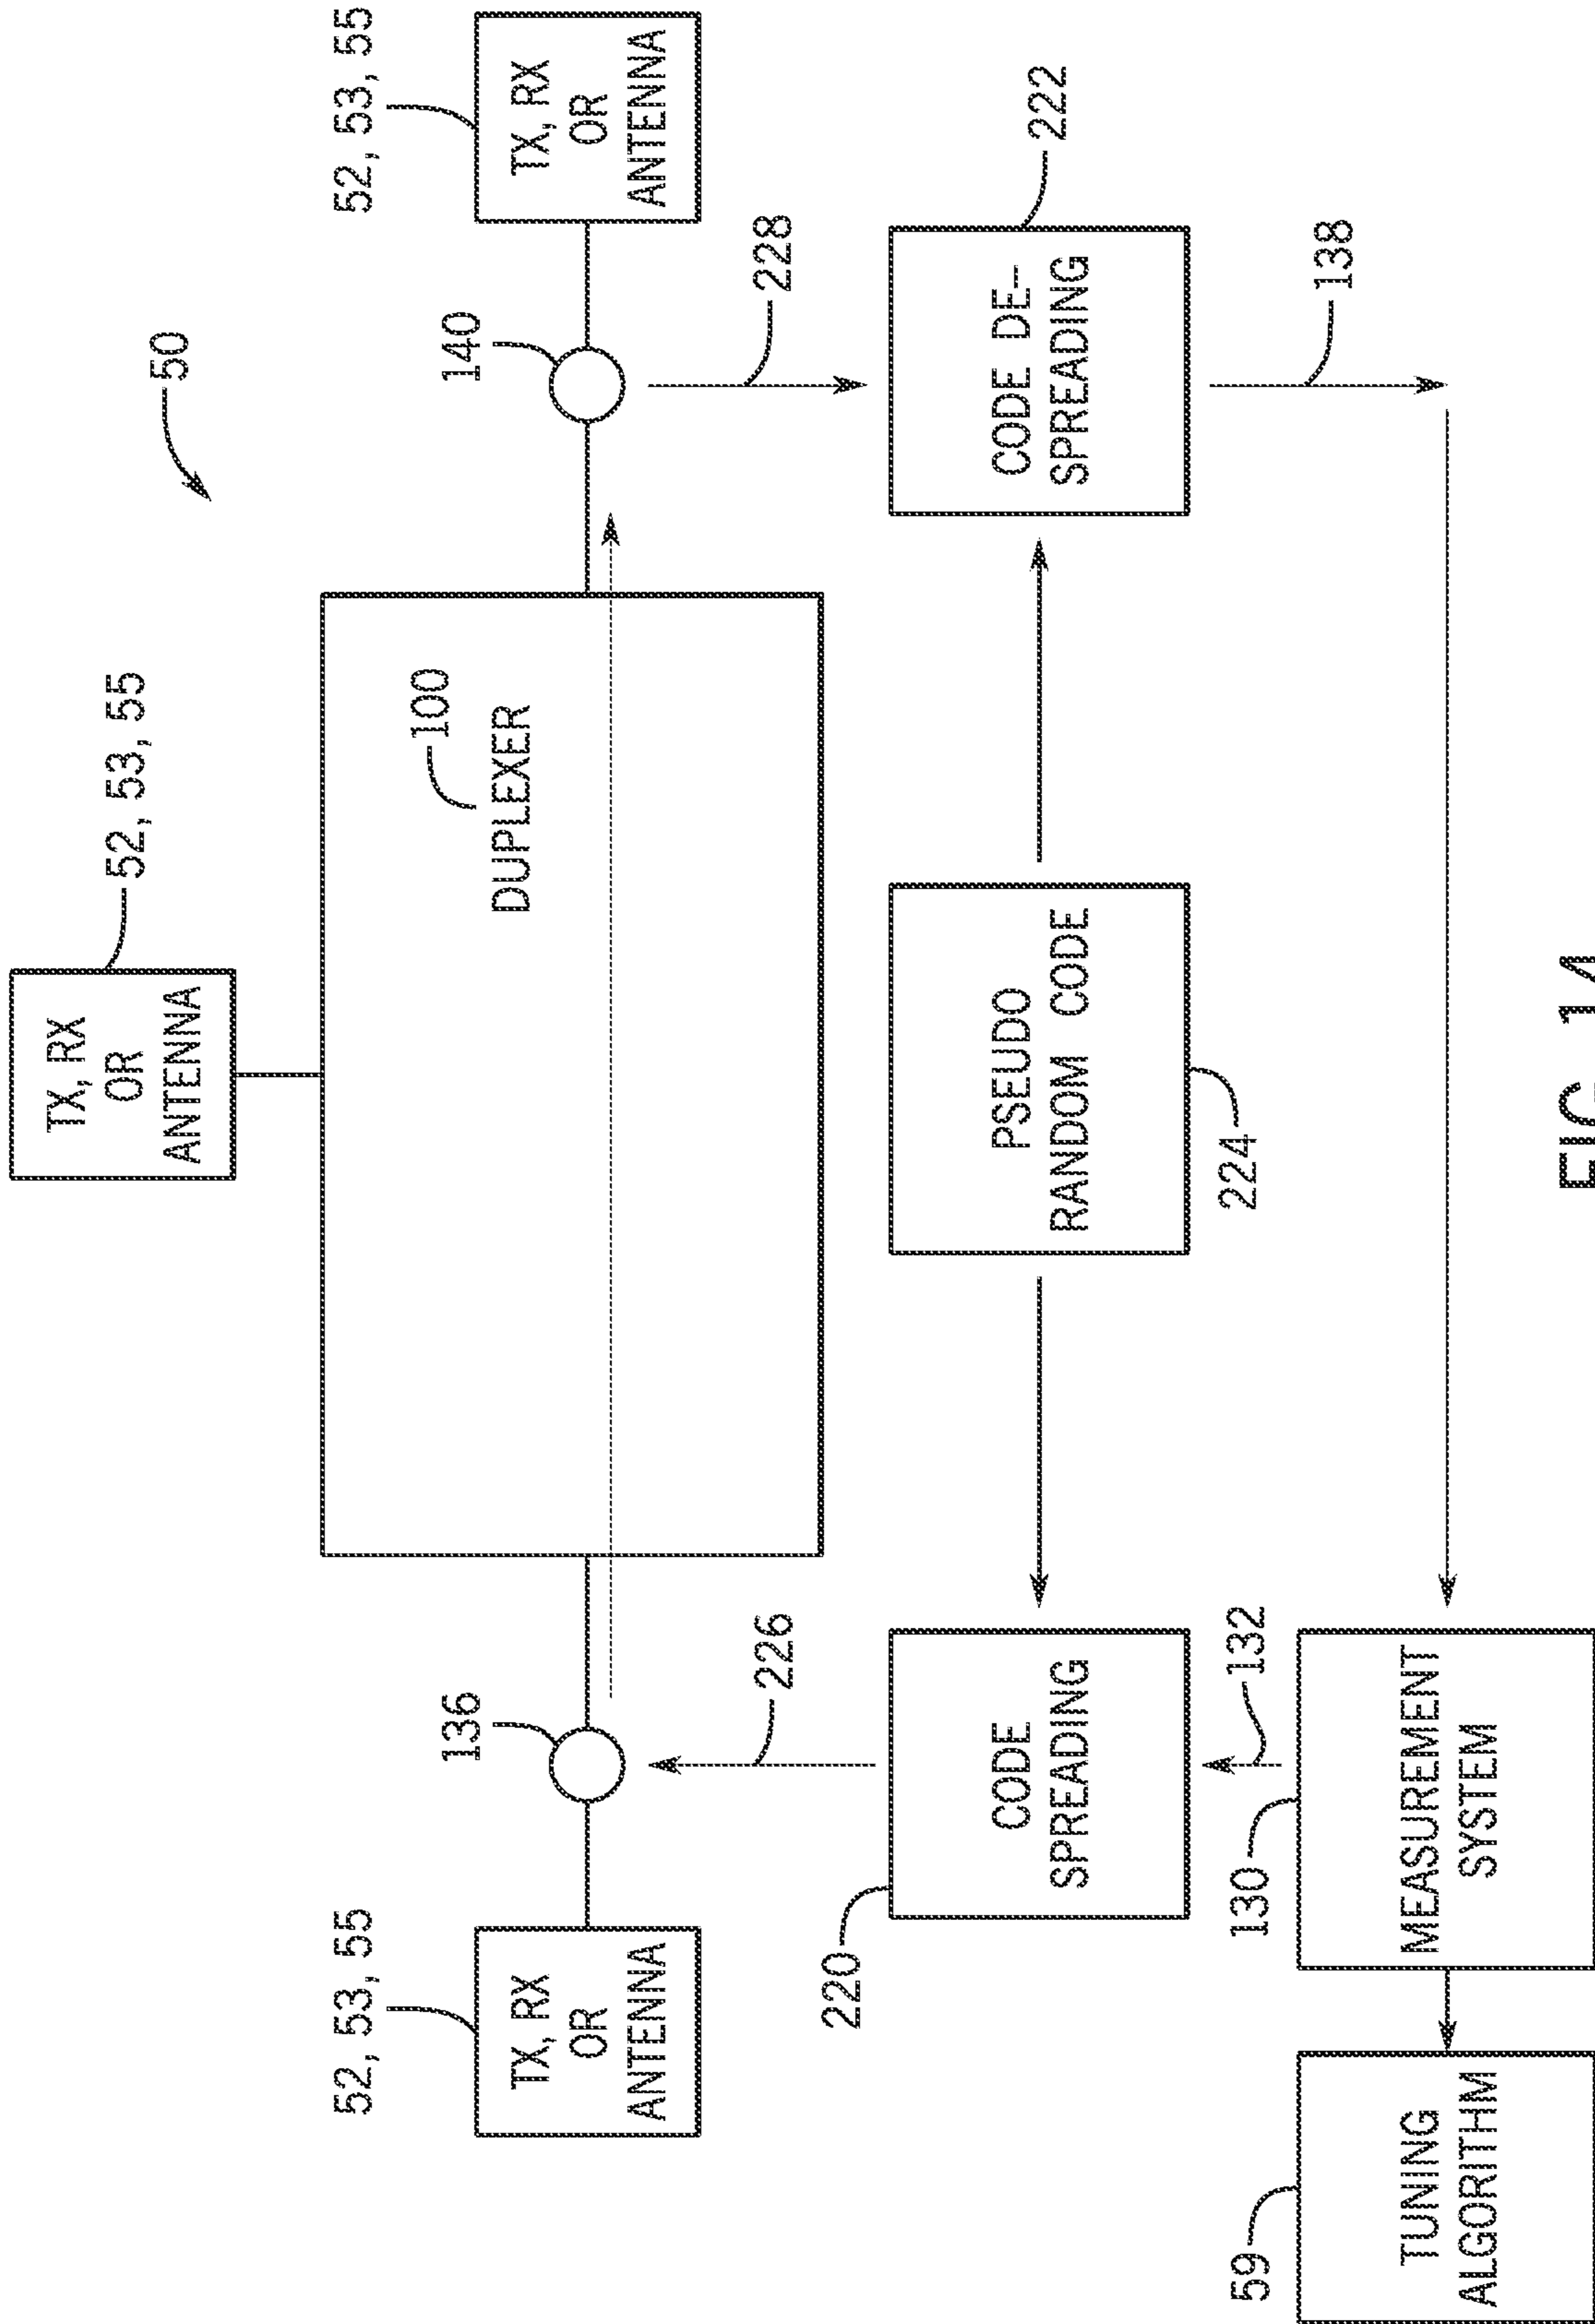 50
TX, RX
OR
ANTENNA
52, 53, 55
52, 53, 55
TX, RX
OR
ANTENNA
136
100
DUPLEXER
140
52, 53, 55
TX, RX
OR
ANTENNA
226
228
220
CODE
SPREADING
PSEUDO
RANDOM CODE
224
CODE DE-
SPREADING
222
132
138
59
TUNING
ALGORITHM
130
MEASUREMENT
SYSTEM
FIG. 14